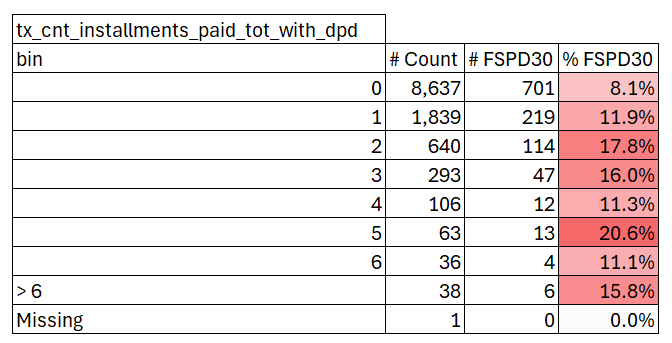 tx_cnt_installments_paid_tot_with_dpd
bin # Count # FSPD30 % FSPD30
0 8,637 701 8.1%
1 1,839 219 11.9%
2 640 114 17.8%
3 293 47 16.0%
4 106 12 11.3%
5 63 13 20.6%
6 36 4 11.1%
> 6 38 6 15.8%
Missing 1 0 0.0%